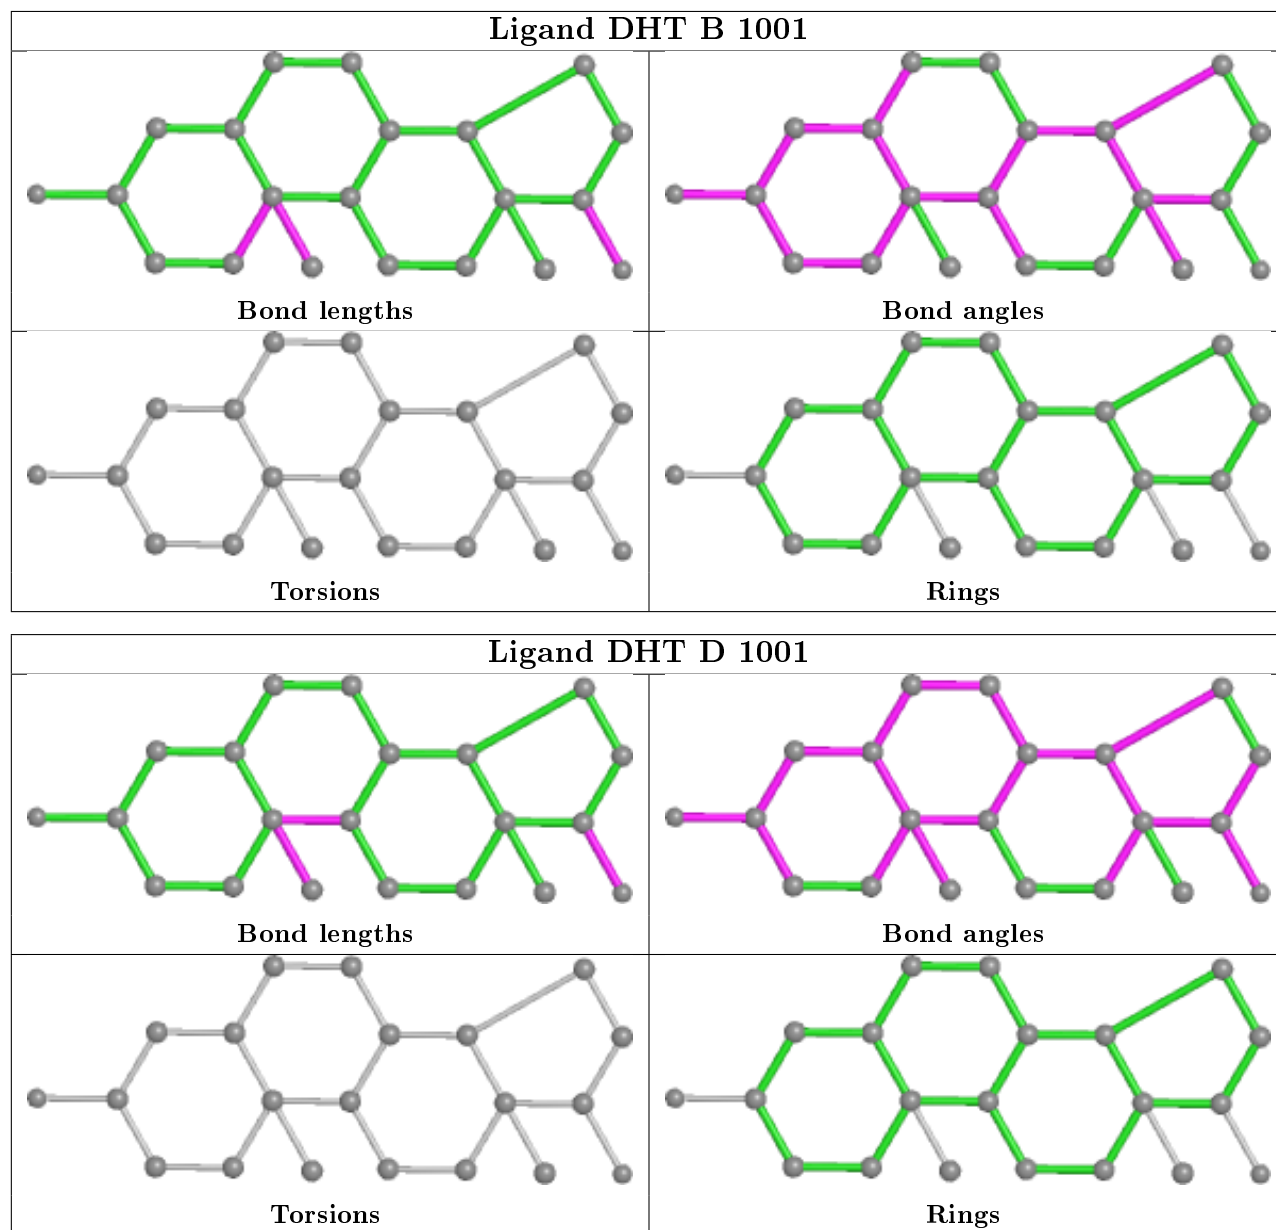 Ligand DHT B 1001
Bond lengths
Bond angles
Torsions
Rings
Ligand DHT D 1001
Bond lengths
Bond angles
Torsions
Rings